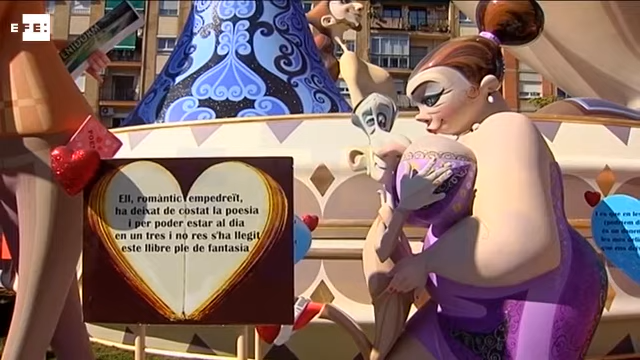 EFE:
Ell, romàntic empedreït,
ha deixat de costat la poesia
i per poder estar al dia
en un tres i no res s'ha llegit
este llibre ple de fantasia